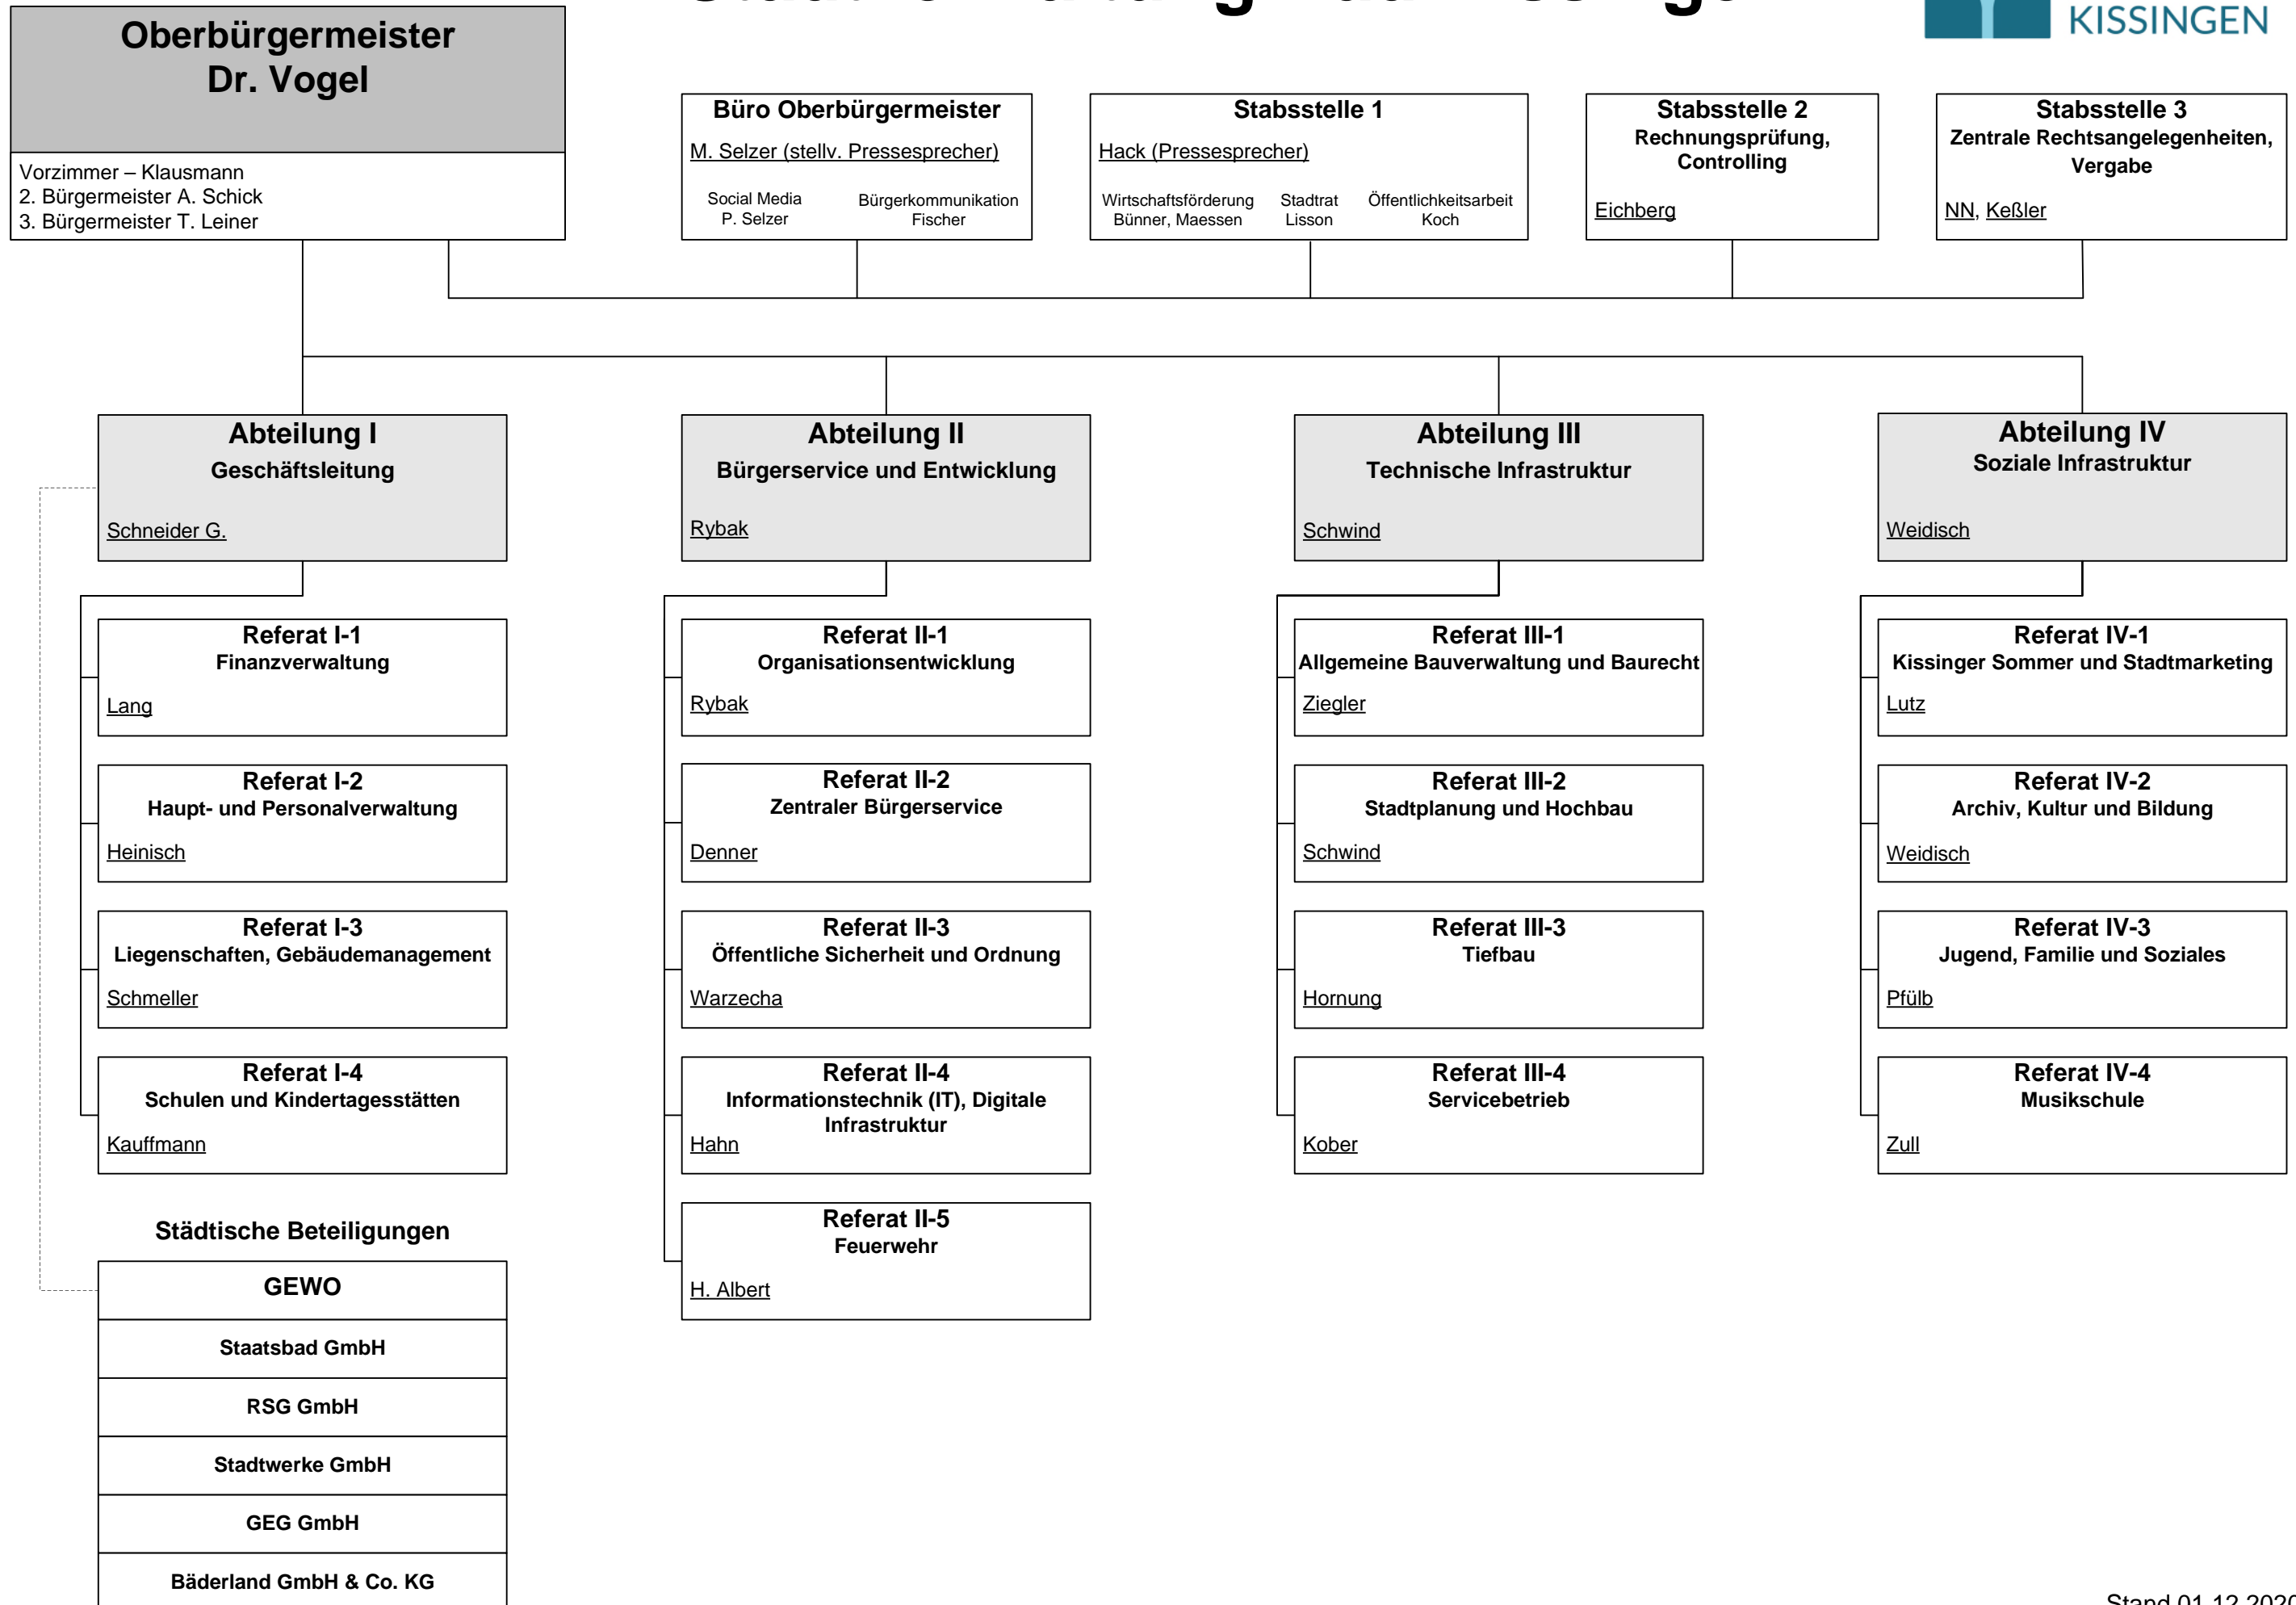 KISSINGEN
Oberbürgermeister
Dr. Vogel
Vorzimmer – Klausmann
2. Bürgermeister A. Schick
3. Bürgermeister T. Leiner
Büro Oberbürgermeister
M. Selzer (stellv. Pressesprecher)
Social Media
P. Selzer
Bürgerkommunikation
Fischer
Stabsstelle 1
Hack (Pressesprecher)
Wirtschaftsförderung
Bünner, Maessen
Stadtrat
Lisson
Öffentlichkeitsarbeit
Koch
Stabsstelle 2
Rechnungsprüfung,
Controlling
Eichberg
Stabsstelle 3
Zentrale Rechtsangelegenheiten,
Vergabe
NN, Keßler
Abteilung I
Geschäftsleitung
Schneider G.
Referat I-1
Finanzverwaltung
Lang
Referat I-2
Haupt- und Personalverwaltung
Heinisch
Referat I-3
Liegenschaften, Gebäudemanagement
Schmeller
Referat I-4
Schulen und Kindertagesstätten
Kauffmann
Städtische Beteiligungen
GEWO
Staatsbad GmbH
RSG GmbH
Stadtwerke GmbH
GEG GmbH
Bäderland GmbH & Co. KG
Abteilung II
Bürgerservice und Entwicklung
Rybak
Referat II-1
Organisationsentwicklung
Rybak
Referat II-2
Zentraler Bürgerservice
Denner
Referat II-3
Öffentliche Sicherheit und Ordnung
Warzecha
Referat II-4
Informationstechnik (IT), Digitale
Infrastruktur
Hahn
Referat II-5
Feuerwehr
H. Albert
Abteilung III
Technische Infrastruktur
Schwind
Referat III-1
Allgemeine Bauverwaltung und Baurecht
Ziegler
Referat III-2
Stadtplanung und Hochbau
Schwind
Referat III-3
Tiefbau
Hornung
Referat III-4
Servicebetrieb
Kober
Abteilung IV
Soziale Infrastruktur
Weidisch
Referat IV-1
Kissinger Sommer und Stadtmarketing
Lutz
Referat IV-2
Archiv, Kultur und Bildung
Weidisch
Referat IV-3
Jugend, Familie und Soziales
Pfülb
Referat IV-4
Musikschule
Zull
Stand 01.12.2020